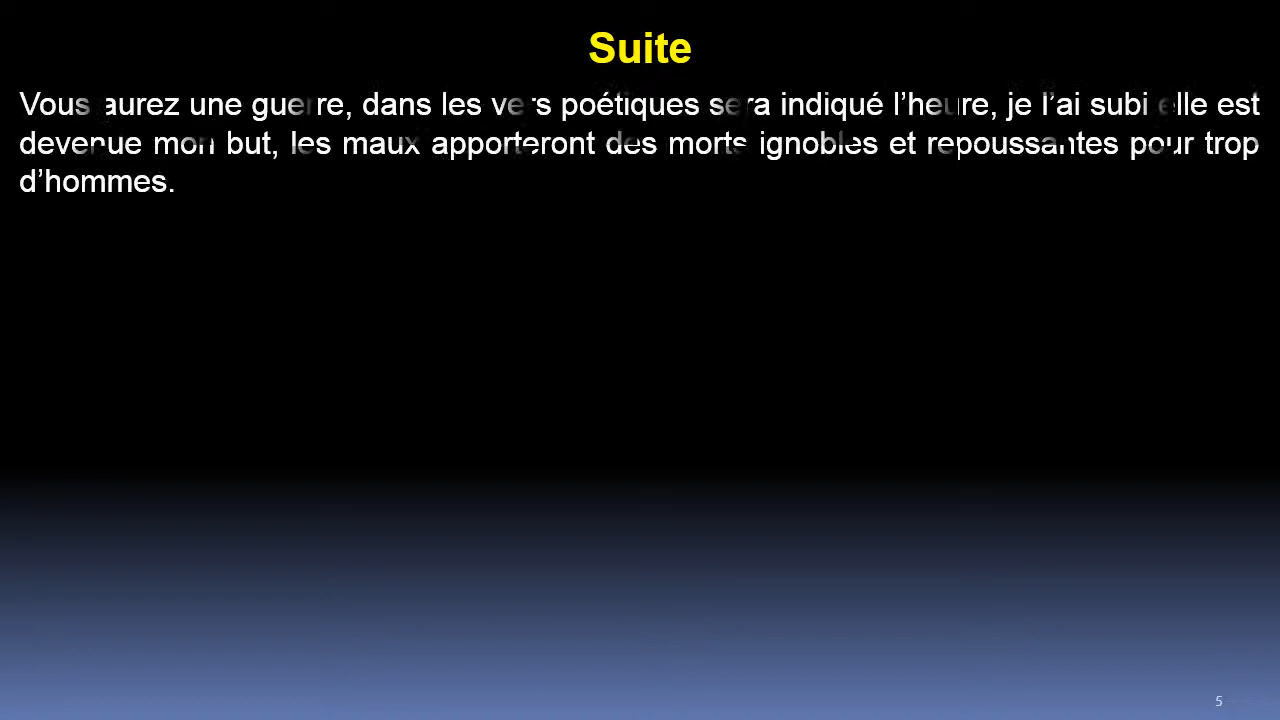 Suite
Vous aurez une guerre, dans les vers poétiques sera indiqué l’heure, je l’ai subi elle est
devenue mon but, les maux apporteront des morts ignobles et repoussantes pour trop
d’hommes.
5